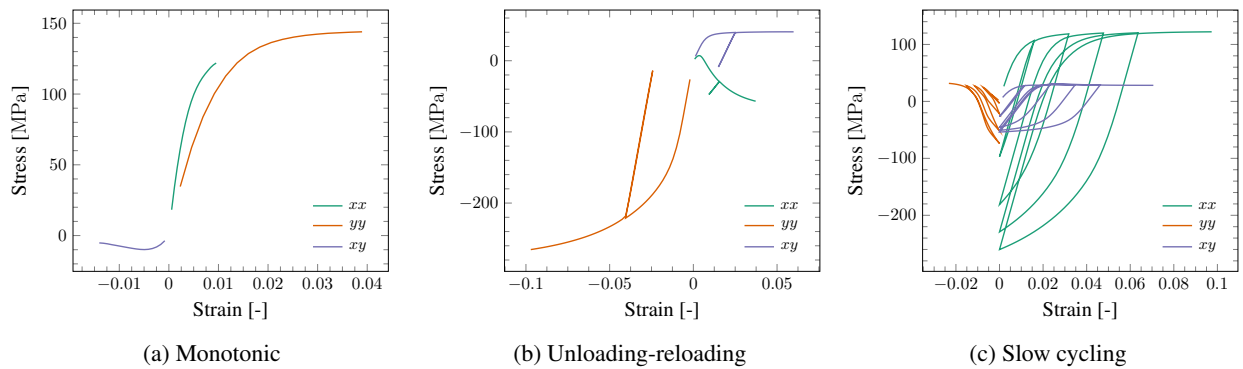 150
100
50
0
Stress [MPa]
xx
yy
xy
−0.01 0 0.01 0.02 0.03 0.04
Strain [-]
(a) Monotonic
0
−100
−200
Stress [MPa]
xx
yy
xy
−0.1 −0.05 0 0.05
Strain [-]
(b) Unloading-reloading
100
0
−100
−200
Stress [MPa]
xx
yy
xy
−0.02 0 0.02 0.04 0.06 0.08 0.1
Strain [-]
(c) Slow cycling